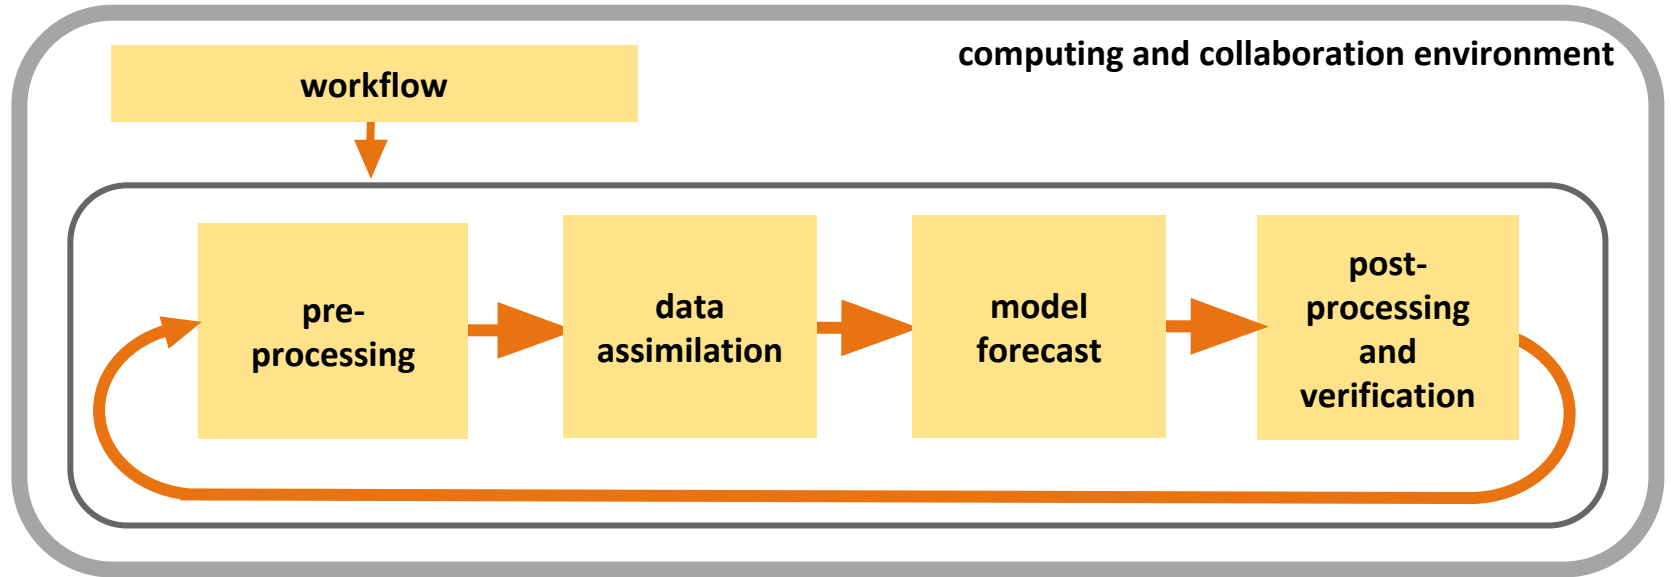 computing and collaboration environment
workflow
pre-
processing
data
assimilation
model
forecast
post-
processing
and
verification